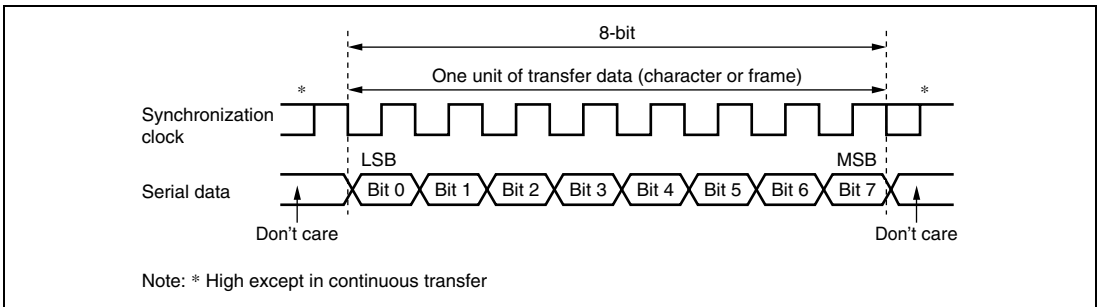 8-bit
One unit of transfer data (character or frame)
* *
Synchronization
clock
LSB MSB
Serial data Bit 0 Bit 1 Bit 2 Bit 3 Bit 4 Bit 5 Bit 6 Bit 7
Don't care Don't care
Note: * High except in continuous transfer